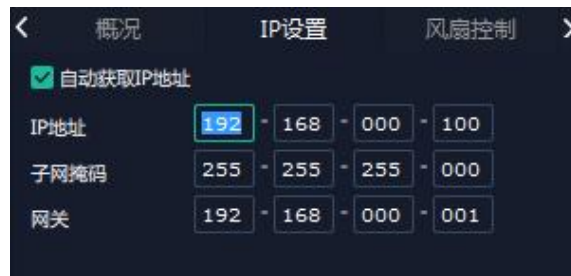 概况 IP设置 风扇控制
自动获取IP地址
IP地址 192 - 168 - 000 - 100
子网掩码 255 - 255 - 255 - 000
网关 192 - 168 - 000 - 001